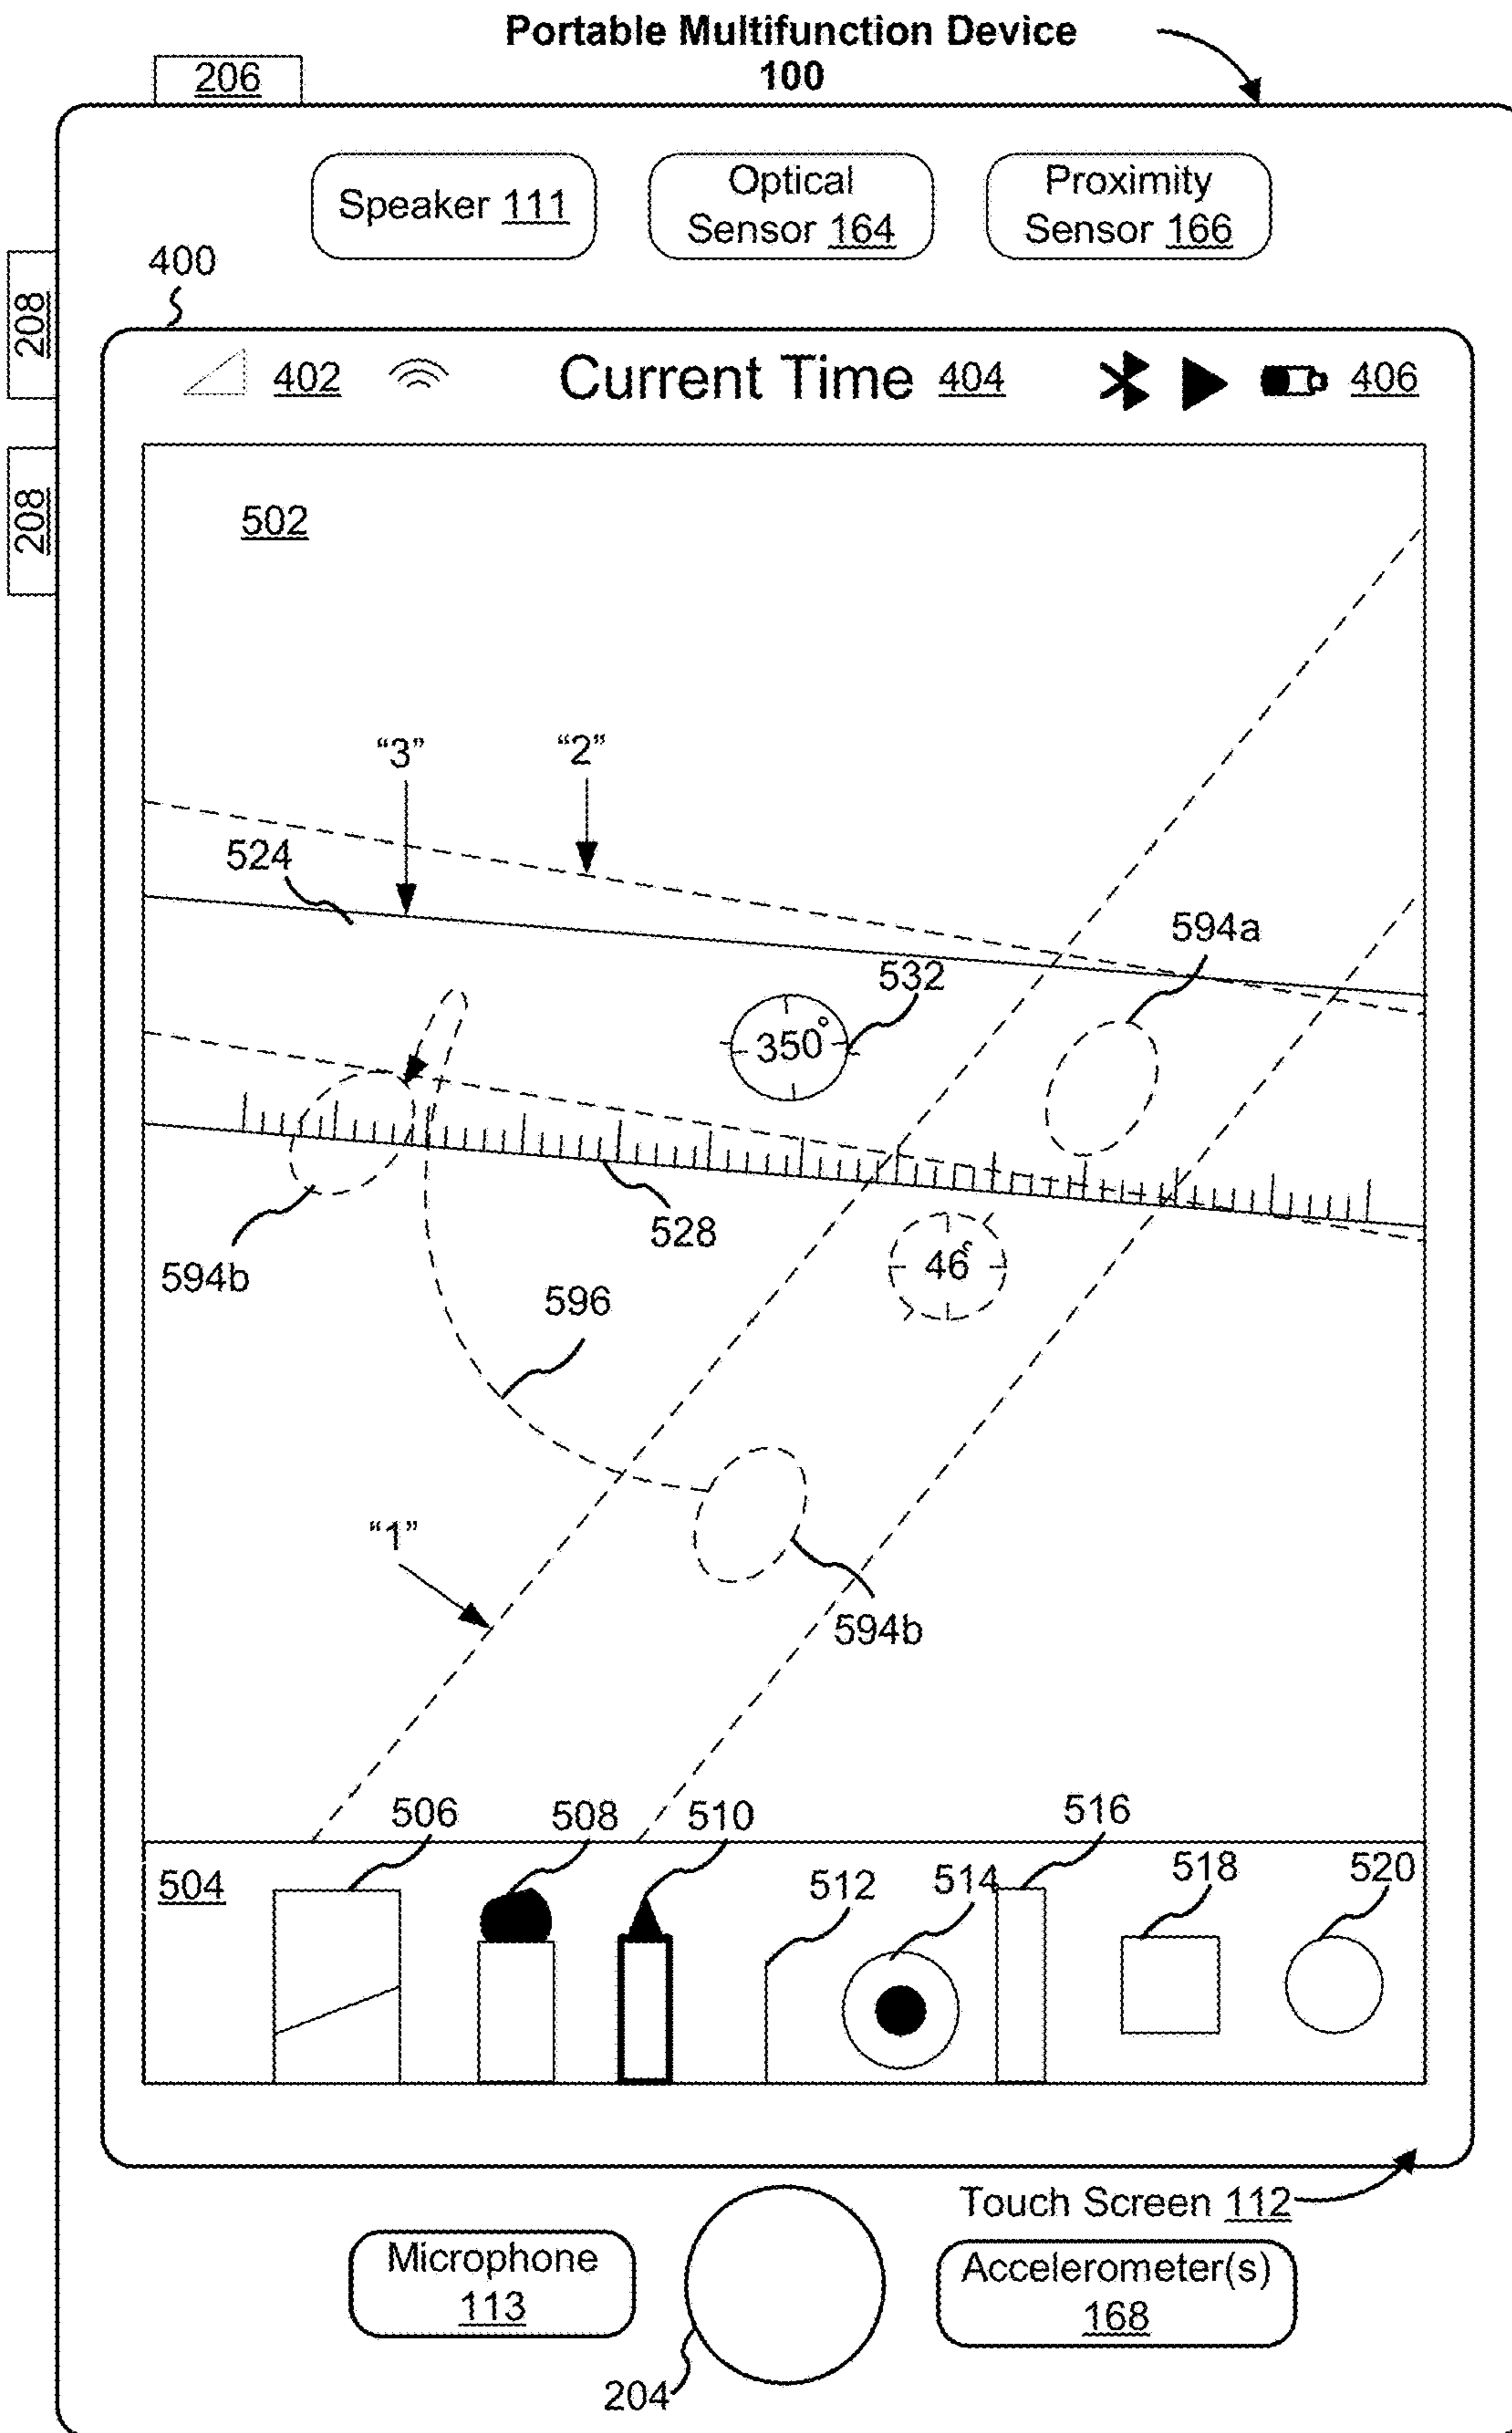 Portable Multifunction Device
100
206
Speaker 111
Optical
Sensor 164
Proximity
Sensor 166
400
208
402
Current Time 404
406
208
502
“3”
“2”
524
594a
532
350°
528
46°
594b
596
“1”
594b
506
508
510
516
504
512
514
518
520
Touch Screen 112
Microphone
113
Accelerometer(s)
168
204